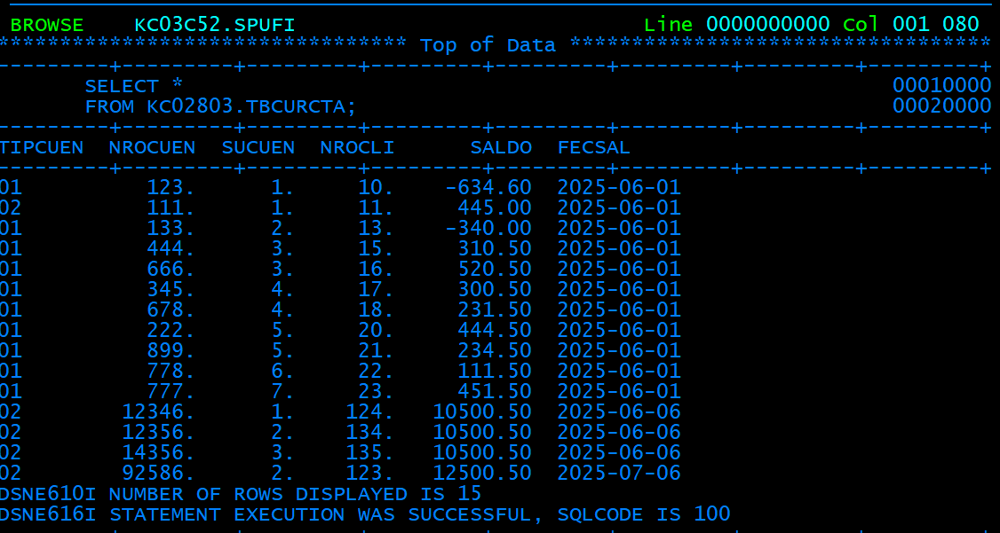 BROWSE    KC03C52.SPUFI                            Line 0000000000 Col 001 080
********************************* Top of Data **********************************
---------+---------+---------+---------+---------+---------+---------+---------+
       SELECT *                                                         00010000
       FROM KC02803.TBCURCTA;                                           00020000
---------+---------+---------+---------+---------+---------+---------+---------+
TIPCUEN  NROCUEN  SUCUEN  NROCLI      SALDO  FECSAL
---------+---------+---------+---------+---------+---------+---------+---------+
01          123.      1.     10.    -634.60  2025-06-01
02          111.      1.     11.     445.00  2025-06-01
01          133.      2.     13.    -340.00  2025-06-01
01          444.      3.     15.     310.50  2025-06-01
01          666.      3.     16.     520.50  2025-06-01
01          345.      4.     17.     300.50  2025-06-01
01          678.      4.     18.     231.50  2025-06-01
01          222.      5.     20.     444.50  2025-06-01
01          899.      5.     21.     234.50  2025-06-01
01          778.      6.     22.     111.50  2025-06-01
01          777.      7.     23.     451.50  2025-06-01
02        12346.      1.    124.   10500.50  2025-06-06
02        12356.      2.    134.   10500.50  2025-06-06
02        14356.      3.    135.   10500.50  2025-06-06
02        92586.      2.    123.   12500.50  2025-07-06
DSNE610I NUMBER OF ROWS DISPLAYED IS 15
DSNE616I STATEMENT EXECUTION WAS SUCCESSFUL, SQLCODE IS 100